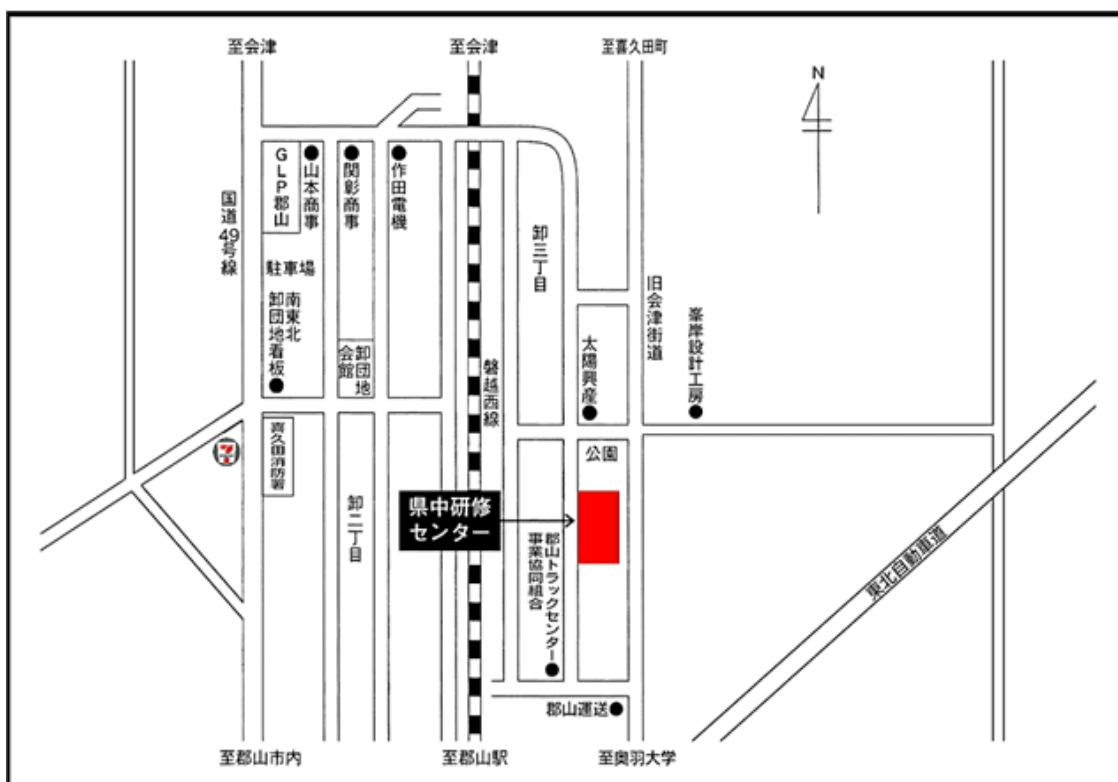 至会津
至会津
至喜久田町
N
GLP郡山
山本商事
関彰商事
作田電機
国道49号線
卸三丁目
駐車場
南東北
卸団地看板
旧会津街道
峯岸設計工房
卸団地
会館
磐越西線
太陽興産
喜久田消防署
公園
県中研修
センター
卸二丁目
郡山トラックセンター
事業協同組合
東北自動車道
郡山運送
至郡山市内
至郡山駅
至奥羽大学